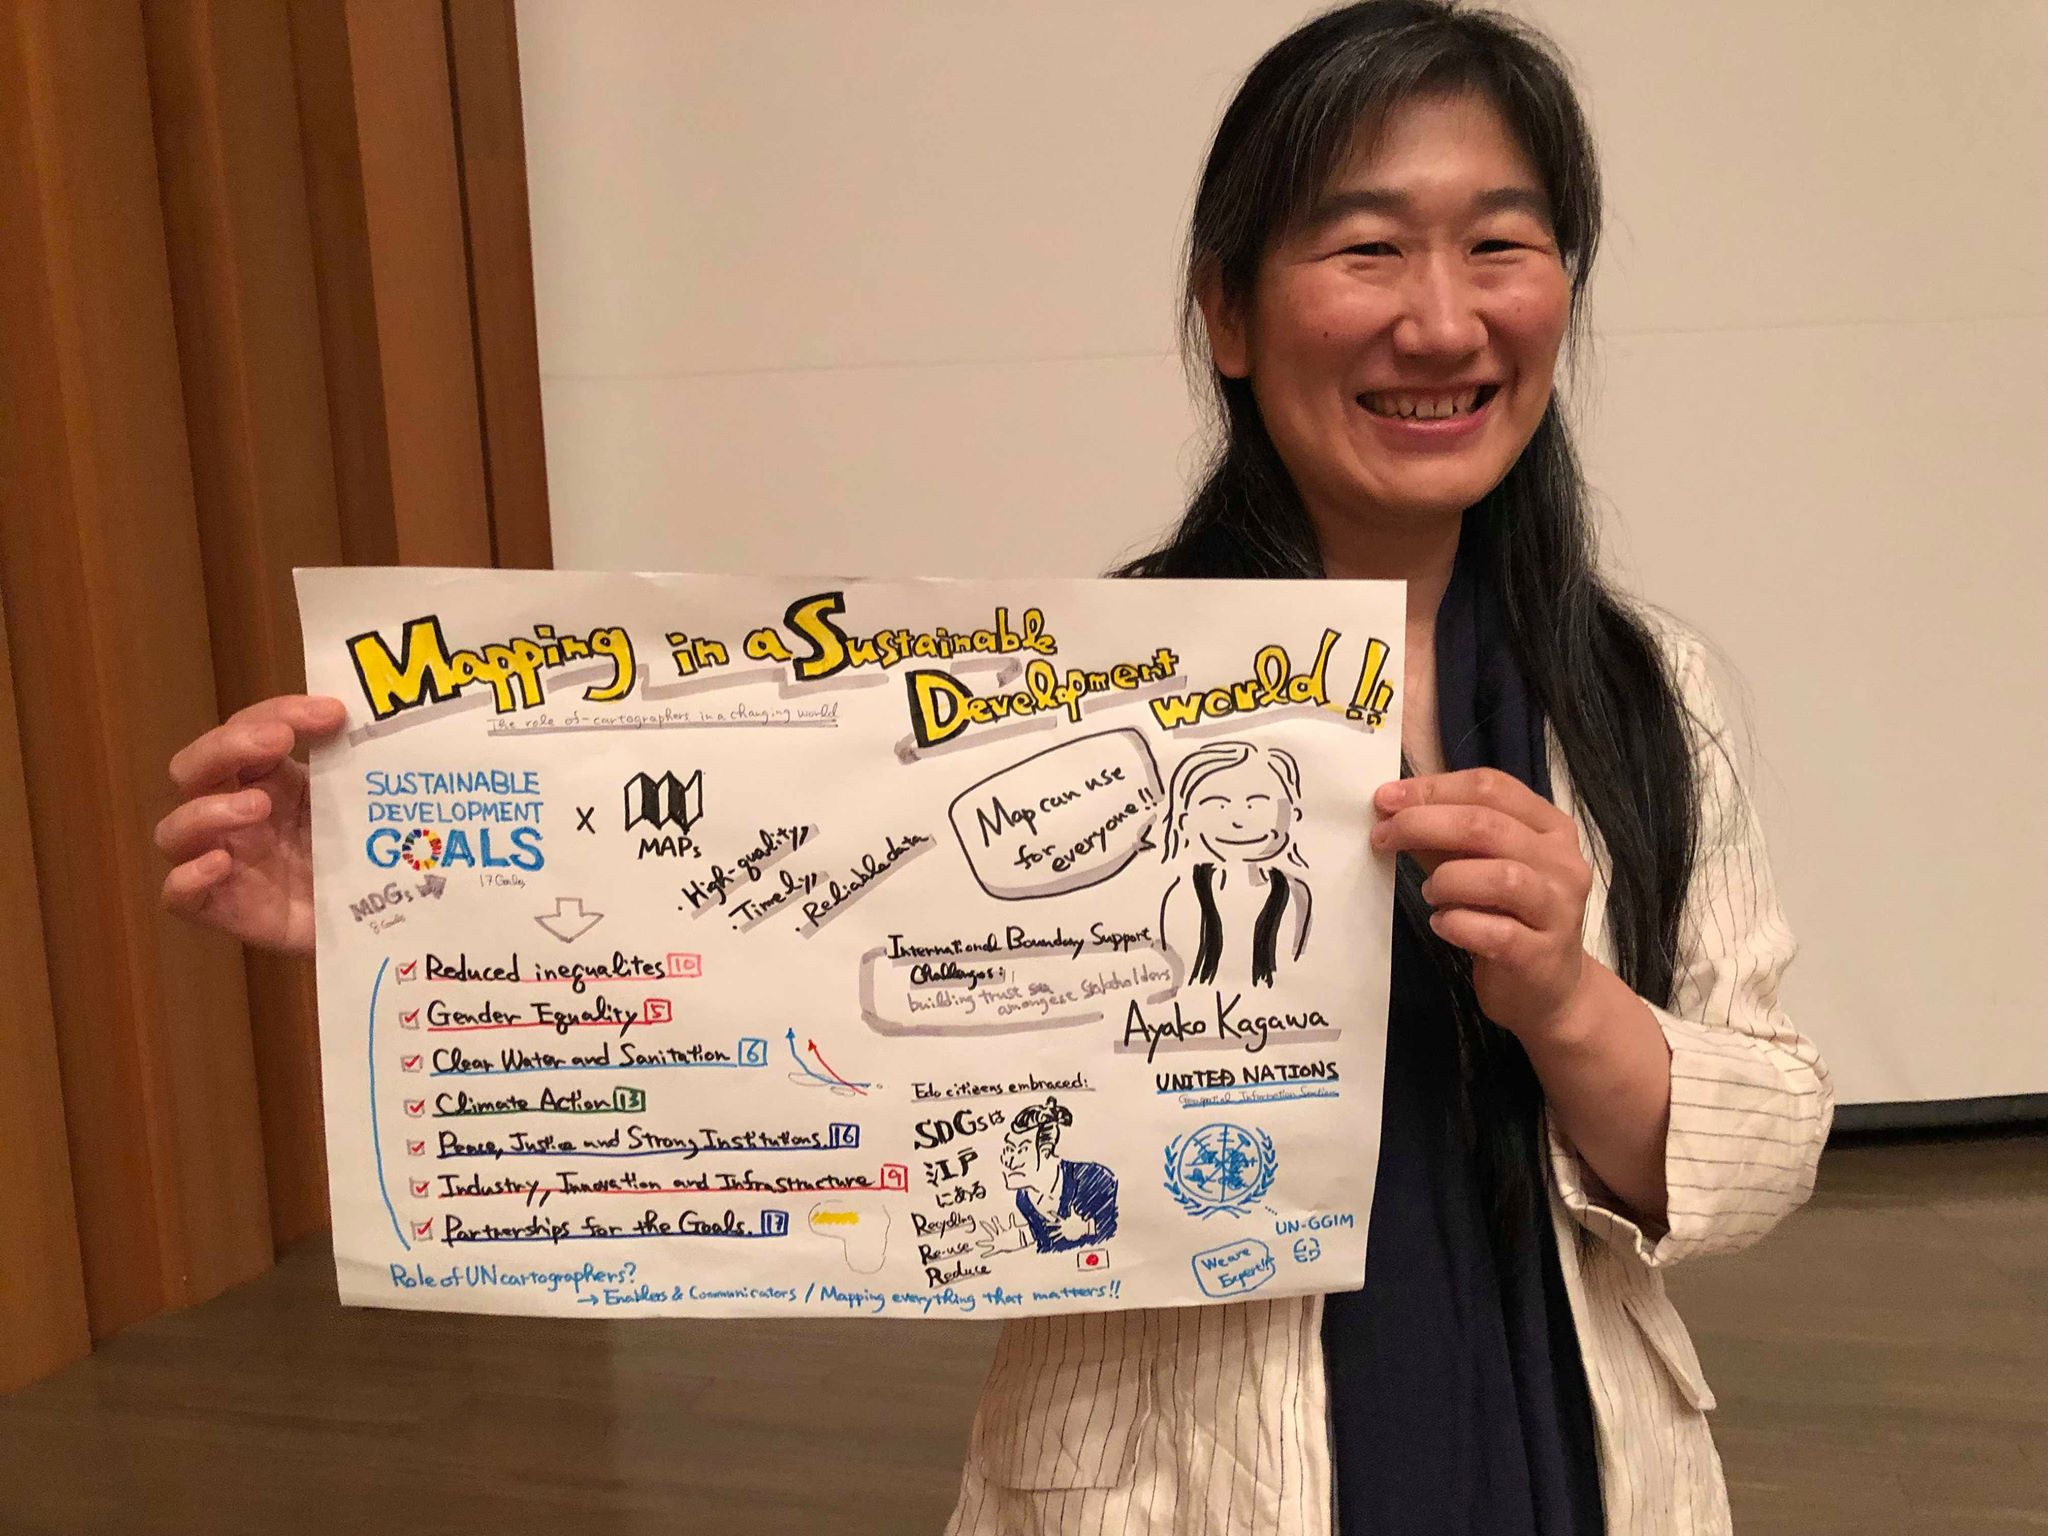 Mapping in a Sustainable
Development world!!
The role of cartographers in a changing world
SUSTAINABLE
DEVELOPMENT
GOALS
17 Goals
MDGs
8 Goals
x
MAPs
・High-quality,
・Timely,
・Reliable data
Map can use
for everyone!!
☑ Reduced inequalites 10
☑ Gender Equality 5
☑ Clear Water and Sanitation 6
☑ Climate Action 13
☑ Peace, Justice and Strong Institutions. 16
☑ Industry, Innovation and Infrastructure 9
☑ Partnerships for the Goals. 17
International Boundary Support
Challenges:
building trust
amongest Stakeholders
Ayako Kagawa
UNITED NATIONS
Geospatial Information Section
Edo citizens embraced:
SDGsは
江戸
にある
Recycling
Re-use
Reduce
UN-GGIM
We are
Expert!!
Role of UN cartographers?
→ Enablers & Communicators / Mapping everything that matters!!